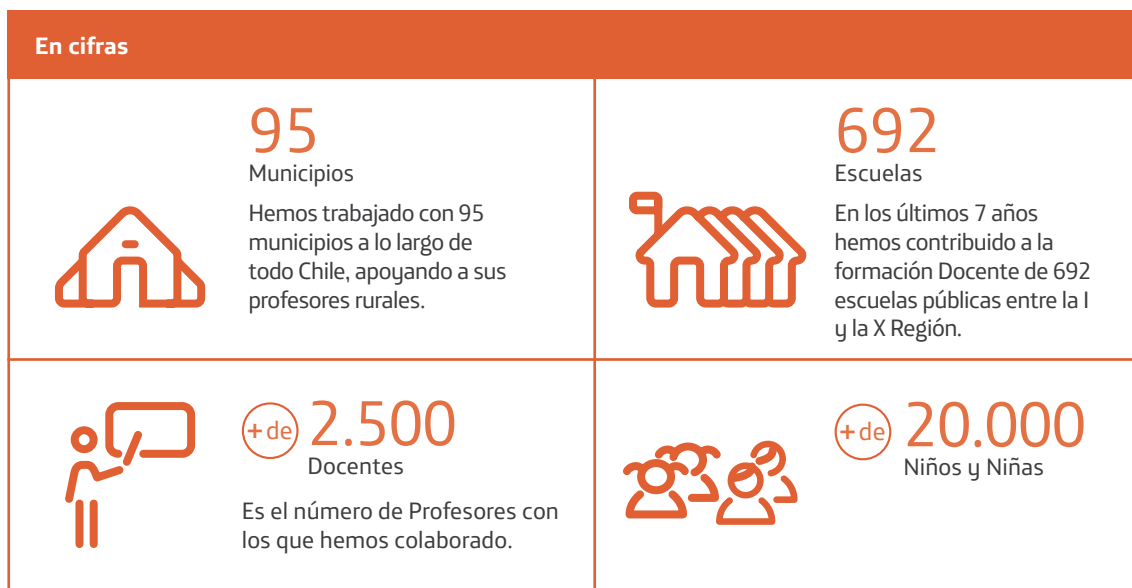 En cifras
95
Municipios
Hemos trabajado con 95
municipios a lo largo de
todo Chile, apoyando a sus
profesores rurales.
692
Escuelas
En los últimos 7 años
hemos contribuido a la
formación Docente de 692
escuelas públicas entre la I
y la X Región.
+de 2.500
Docentes
Es el número de Profesores con
los que hemos colaborado.
+de 20.000
Niños y Niñas